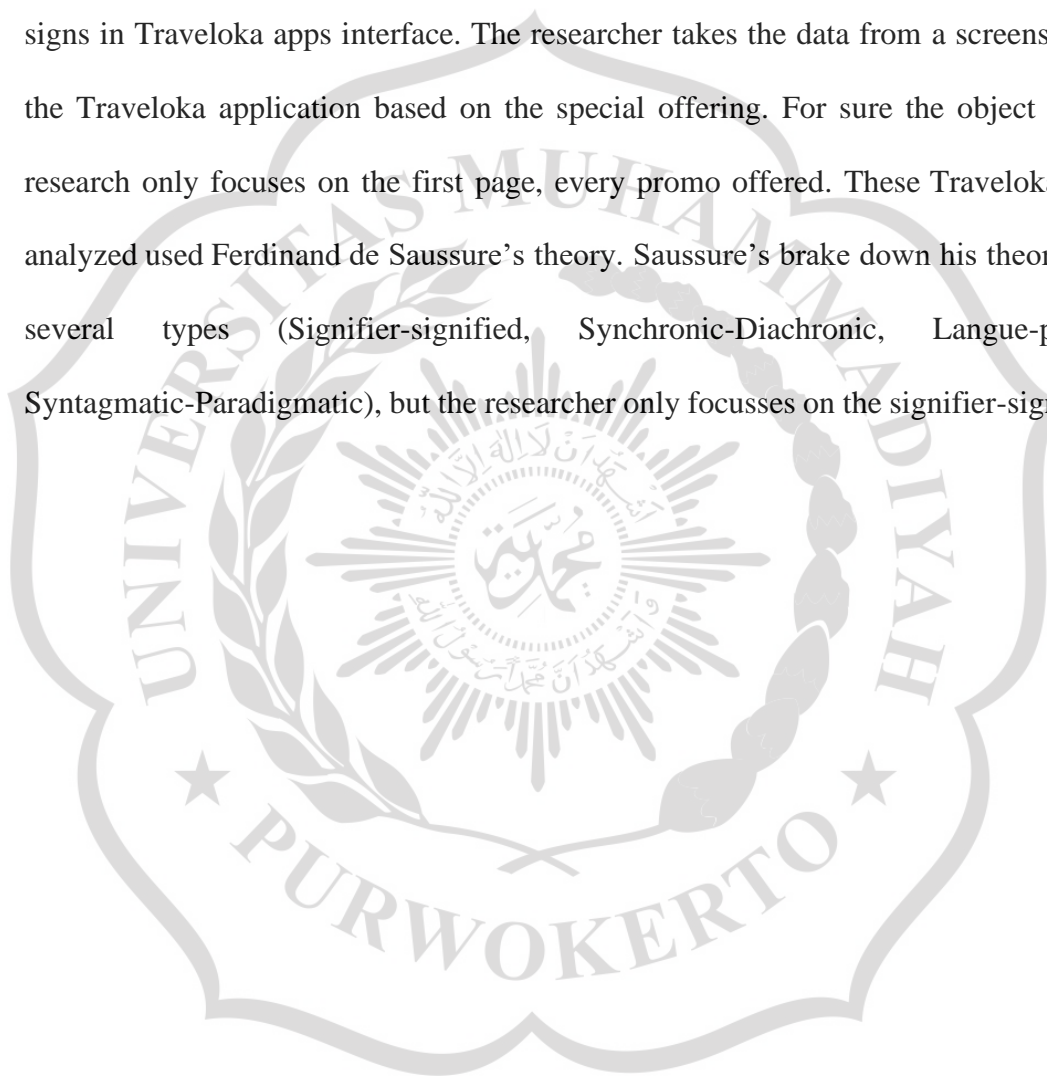 signs in Traveloka apps interface. The researcher takes the data from a screens
the Traveloka application based on the special offering. For sure the object
research only focuses on the first page, every promo offered. These Traveloka
analyzed used Ferdinand de Saussure’s theory. Saussure’s brake down his theor
several types (Signifier-signified, Synchronic-Diachronic, Langue-p
Syntagmatic-Paradigmatic), but the researcher only focusses on the signifier-sig
UNIVERSITAS MUHAMMADIYAH
PURWOKERTO